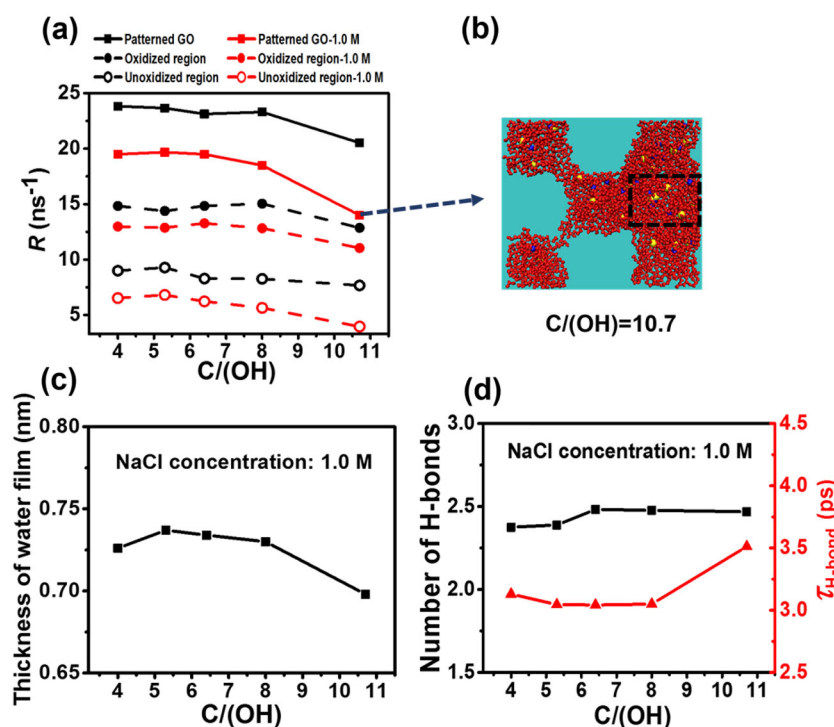 (a)
Patterned GO
Patterned GO-1.0 M
Oxidized region
Oxidized region-1.0 M
Unoxidized region
Unoxidized region-1.0 M
25
20
15
10
5
R (ns⁻¹)
4 5 6 7 8 9 10 11
C/(OH)
(b)
C/(OH)=10.7
(c)
0.80
0.75
0.70
0.65
Thickness of water film (nm)
NaCl concentration: 1.0 M
4 5 6 7 8 9 10 11
C/(OH)
(d)
3.0
2.5
2.0
1.5
Number of H-bonds
NaCl concentration: 1.0 M
4.5
3.5
3.0
2.5
τH-bond (ps)
4 5 6 7 8 9 10 11
C/(OH)